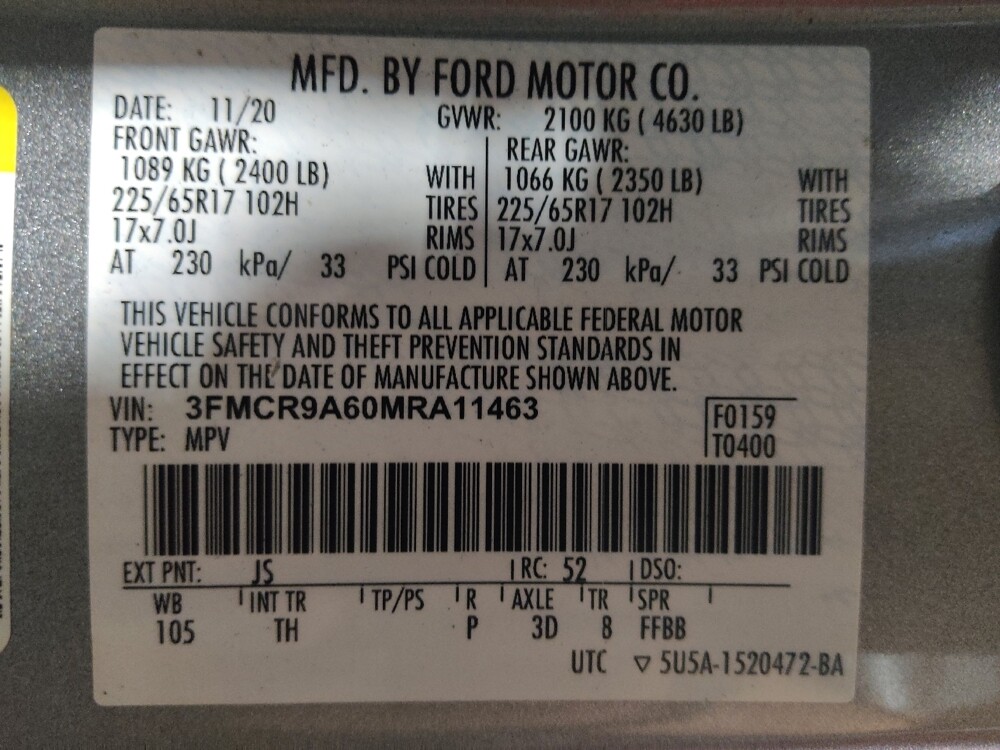 MFD. BY FORD MOTOR CO.
DATE: 11/20 GVWR: 2100 KG ( 4630 LB)
FRONT GAWR: REAR GAWR:
1089 KG ( 2400 LB) WITH 1066 KG ( 2350 LB) WITH
225/65R17 102H TIRES 225/65R17 102H TIRES
17x7.0J RIMS 17x7.0J RIMS
AT 230 kPa/ 33 PSI COLD AT 230 kPa/ 33 PSI COLD
THIS VEHICLE CONFORMS TO ALL APPLICABLE FEDERAL MOTOR
VEHICLE SAFETY AND THEFT PREVENTION STANDARDS IN
EFFECT ON THE DATE OF MANUFACTURE SHOWN ABOVE.
VIN: 3FMCR9A60MRA11463 F0159
TYPE: MPV T0400
EXT PNT: JS RC: 52 DSO:
WB INT TR TP/PS R AXLE TR SPR
105 TH P 3D 8 FFBB
UTC ▽ 5U5A-1520472-BA